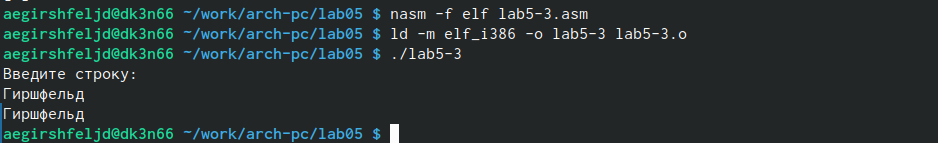 aegirshfeljd@dk3n66 ~/work/arch-pc/lab05 $ nasm -f elf lab5-3.asm
aegirshfeljd@dk3n66 ~/work/arch-pc/lab05 $ ld -m elf_i386 -o lab5-3 lab5-3.o
aegirshfeljd@dk3n66 ~/work/arch-pc/lab05 $ ./lab5-3
Введите строку:
Гиршфельд
Гиршфельд
aegirshfeljd@dk3n66 ~/work/arch-pc/lab05 $